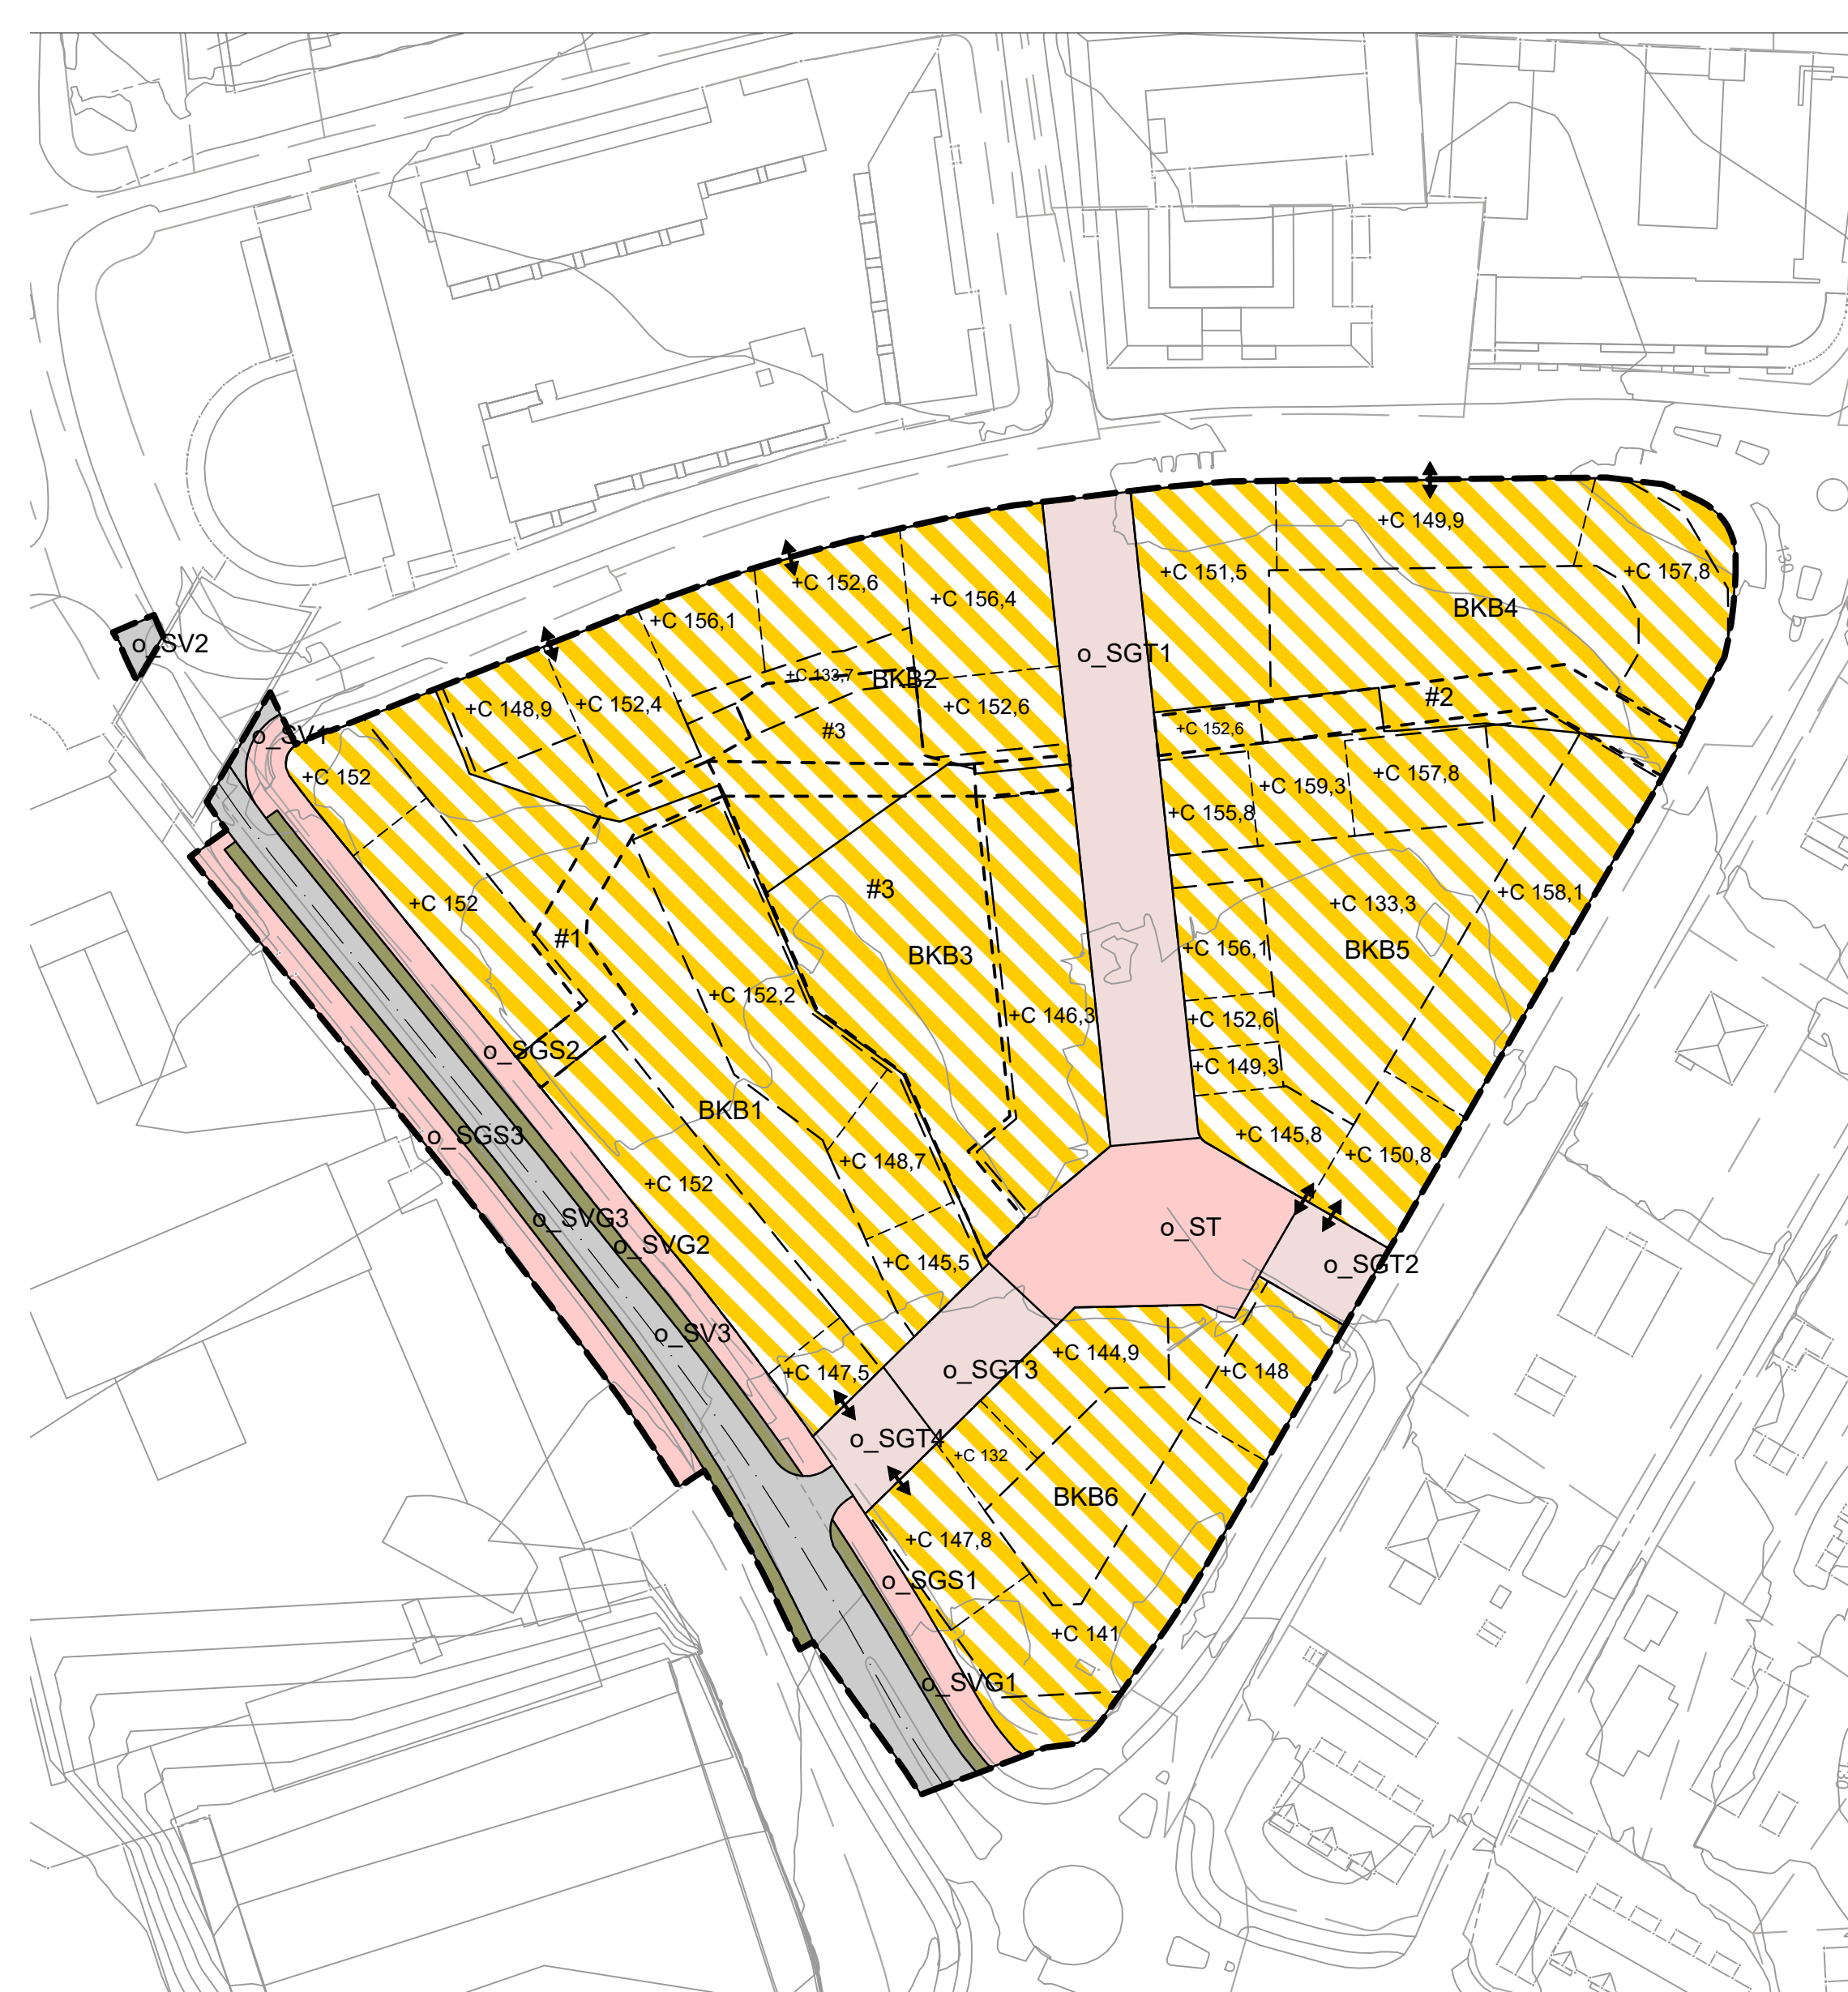 +C 149,9
130
+C 151,5
+C 157,8
+C 152,6
+C 156,4
BKB4
+C 156,1
o_SV2
o_SGT1
+C 133,7
BKB2
#2
+C 148,9
+C 152,4
+C 152,6
#3
+C 152,6
o_SV1
+C 152
+C 157,8
+C 159,3
+C 155,8
#3
+C 158,1
+C 152
+C 133,3
#1
+C 156,1
BKB5
BKB3
+C 152,2
+C 146,3
+C 152,6
o_SGS2
+C 149,3
BKB1
o_SGS3
+C 145,8
+C 148,7
+C 150,8
+C 152
o_SVG3
o_ST
o_SVG2
+C 145,5
o_SGT2
o_SV3
+C 144,9
o_SGT3
+C 148
+C 147,5
o_SGT4
+C 132
BKB6
+C 147,8
o_SGS1
+C 141
o_SVG1
130